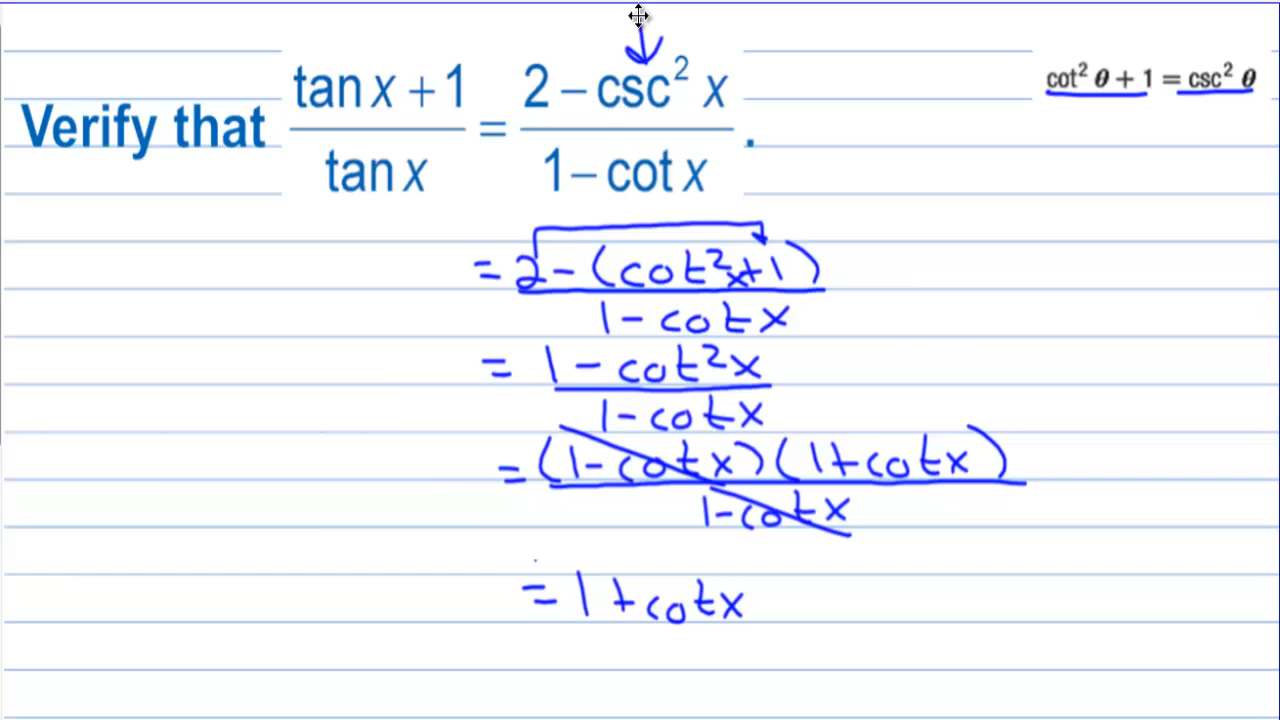 cot² θ + 1 = csc² θ
Verify that (tan x + 1)/(tan x) = (2 – csc² x)/(1 – cot x).
= (2 - (cot²x + 1))/(1 - cot x)
= (1 - cot²x)/(1 - cot x)
= ((1 - cot x)(1 + cot x))/(1 - cot x)
= 1 + cot x